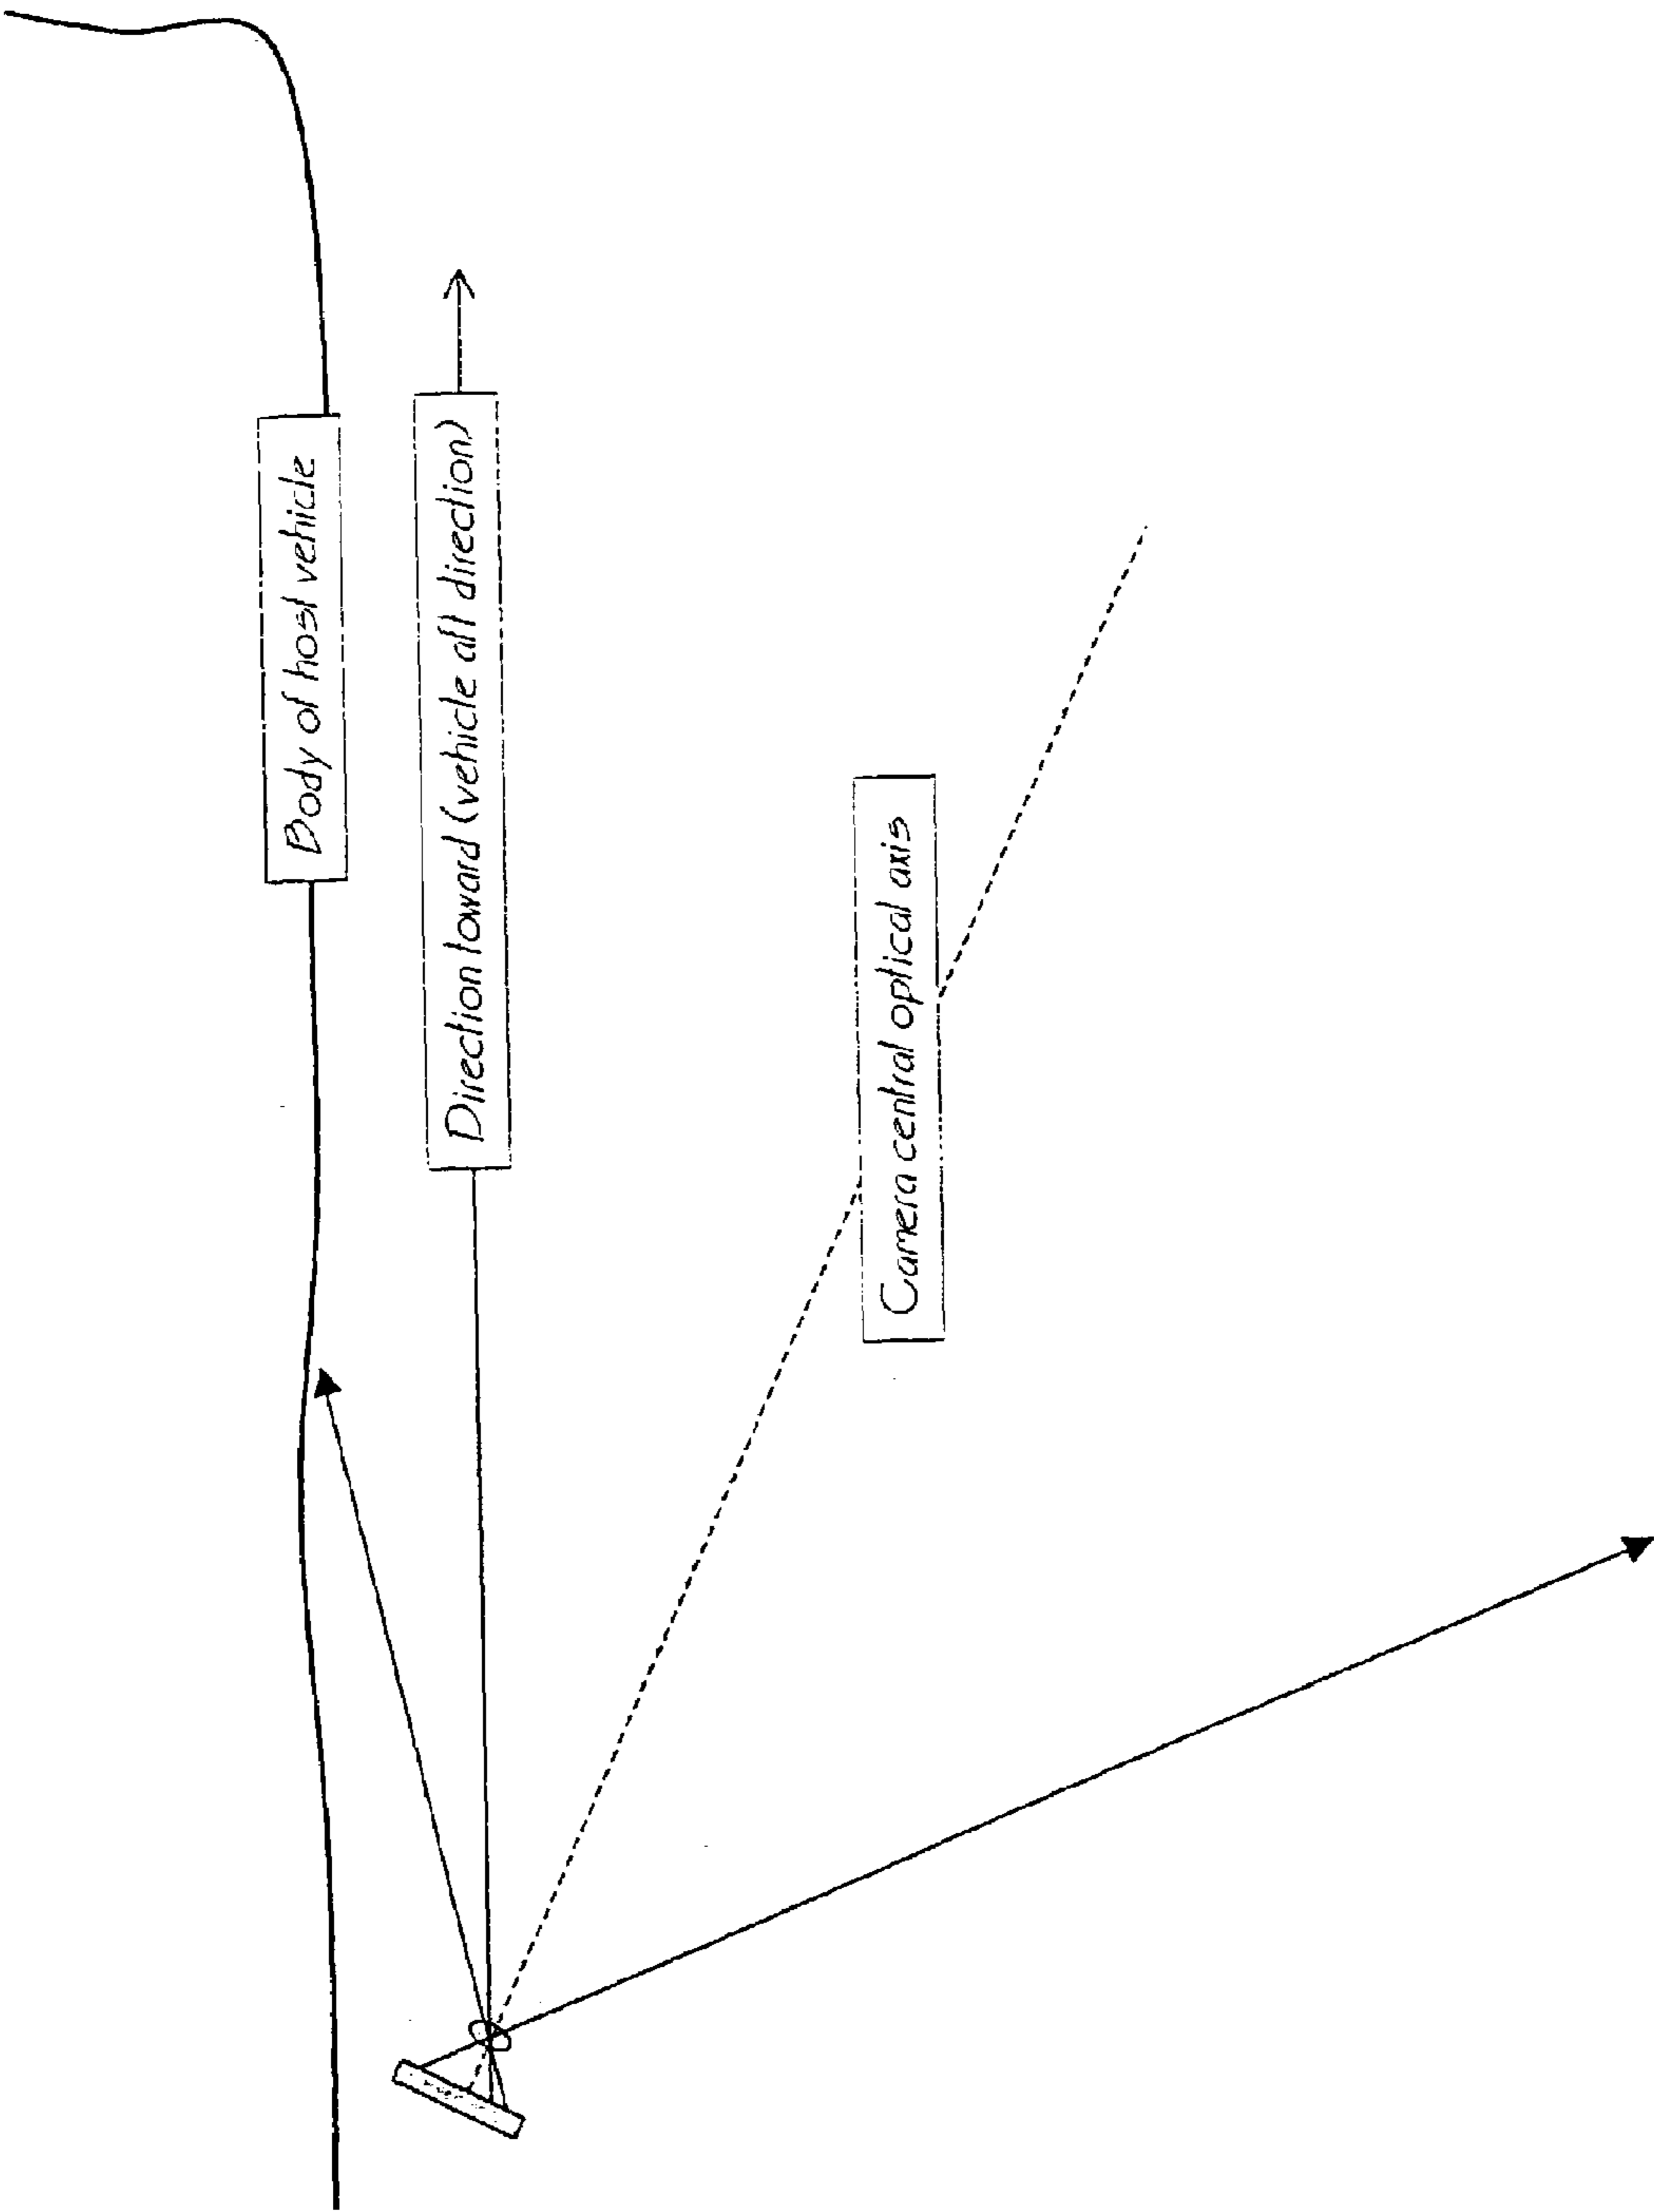 Body of host vehicle
Direction toward (vehicle aft direction)
Camera central optical axis